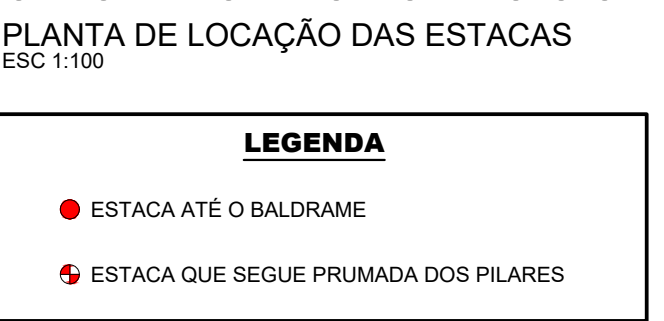 PLANTA DE LOCAÇÃO DAS ESTACAS
ESC 1:100
LEGENDA
ESTACA ATÉ O BALDRAME
ESTACA QUE SEGUE PRUMADA DOS PILARES